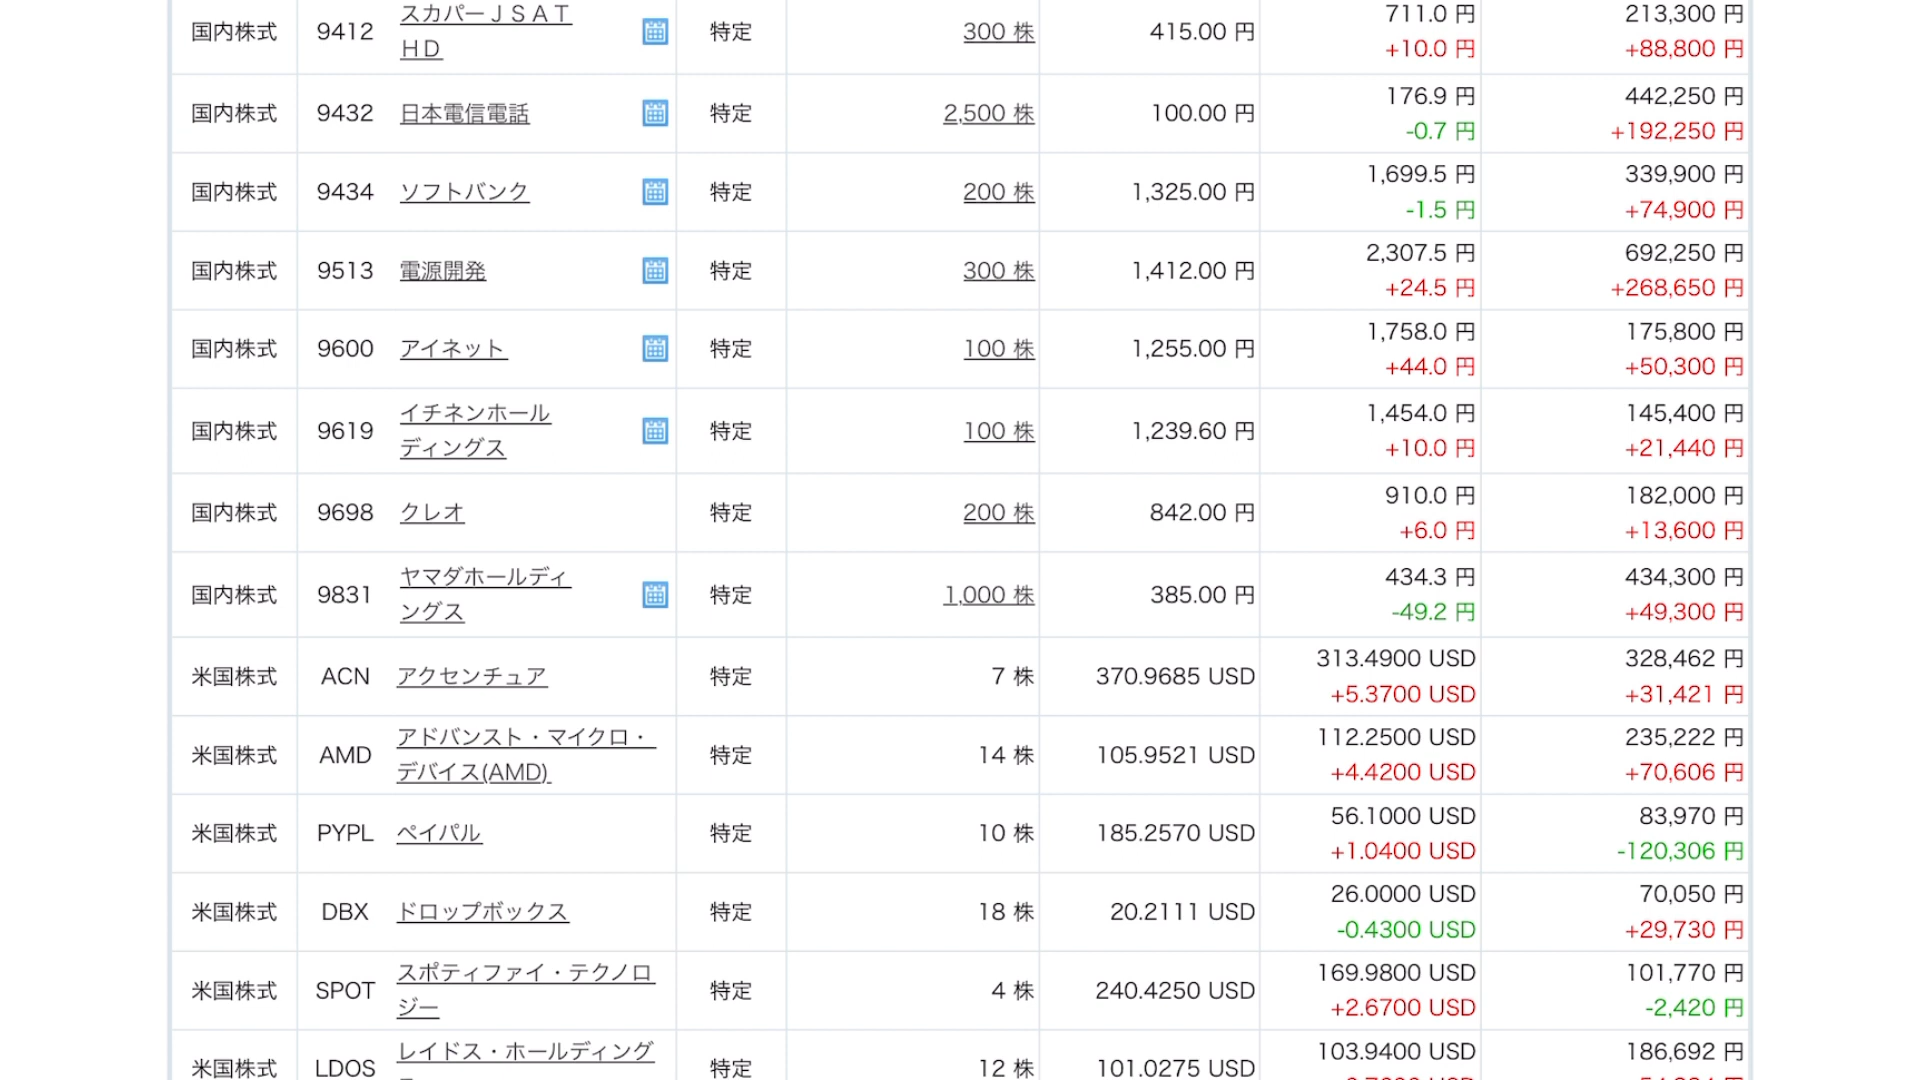 国内株式 9412 スカパーＪＳＡＴ 特定 300 株 415.00 円 711.0 円 213,300 円
ＨＤ +10.0 円 +88,800 円
国内株式 9432 日本電信電話 特定 2,500 株 100.00 円 176.9 円 442,250 円
-0.7 円 +192,250 円
国内株式 9434 ソフトバンク 特定 200 株 1,325.00 円 1,699.5 円 339,900 円
-1.5 円 +74,900 円
国内株式 9513 電源開発 特定 300 株 1,412.00 円 2,307.5 円 692,250 円
+24.5 円 +268,650 円
国内株式 9600 アイネット 特定 100 株 1,255.00 円 1,758.0 円 175,800 円
+44.0 円 +50,300 円
国内株式 9619 イチネンホール 特定 100 株 1,239.60 円 1,454.0 円 145,400 円
ディングス +10.0 円 +21,440 円
国内株式 9698 クレオ 特定 200 株 842.00 円 910.0 円 182,000 円
+6.0 円 +13,600 円
国内株式 9831 ヤマダホールディ 特定 1,000 株 385.00 円 434.3 円 434,300 円
ングス -49.2 円 +49,300 円
米国株式 ACN アクセンチュア 特定 7 株 370.9685 USD 313.4900 USD 328,462 円
+5.3700 USD +31,421 円
米国株式 AMD アドバンスト・マイクロ・ 特定 14 株 105.9521 USD 112.2500 USD 235,222 円
デバイス(AMD) +4.4200 USD +70,606 円
米国株式 PYPL ペイパル 特定 10 株 185.2570 USD 56.1000 USD 83,970 円
+1.0400 USD -120,306 円
米国株式 DBX ドロップボックス 特定 18 株 20.2111 USD 26.0000 USD 70,050 円
-0.4300 USD +29,730 円
米国株式 SPOT スポティファイ・テクノロ 特定 4 株 240.4250 USD 169.9800 USD 101,770 円
ジー +2.6700 USD -2,420 円
米国株式 LDOS レイドス・ホールディング 特定 12 株 101.0275 USD 103.9400 USD 186,692 円